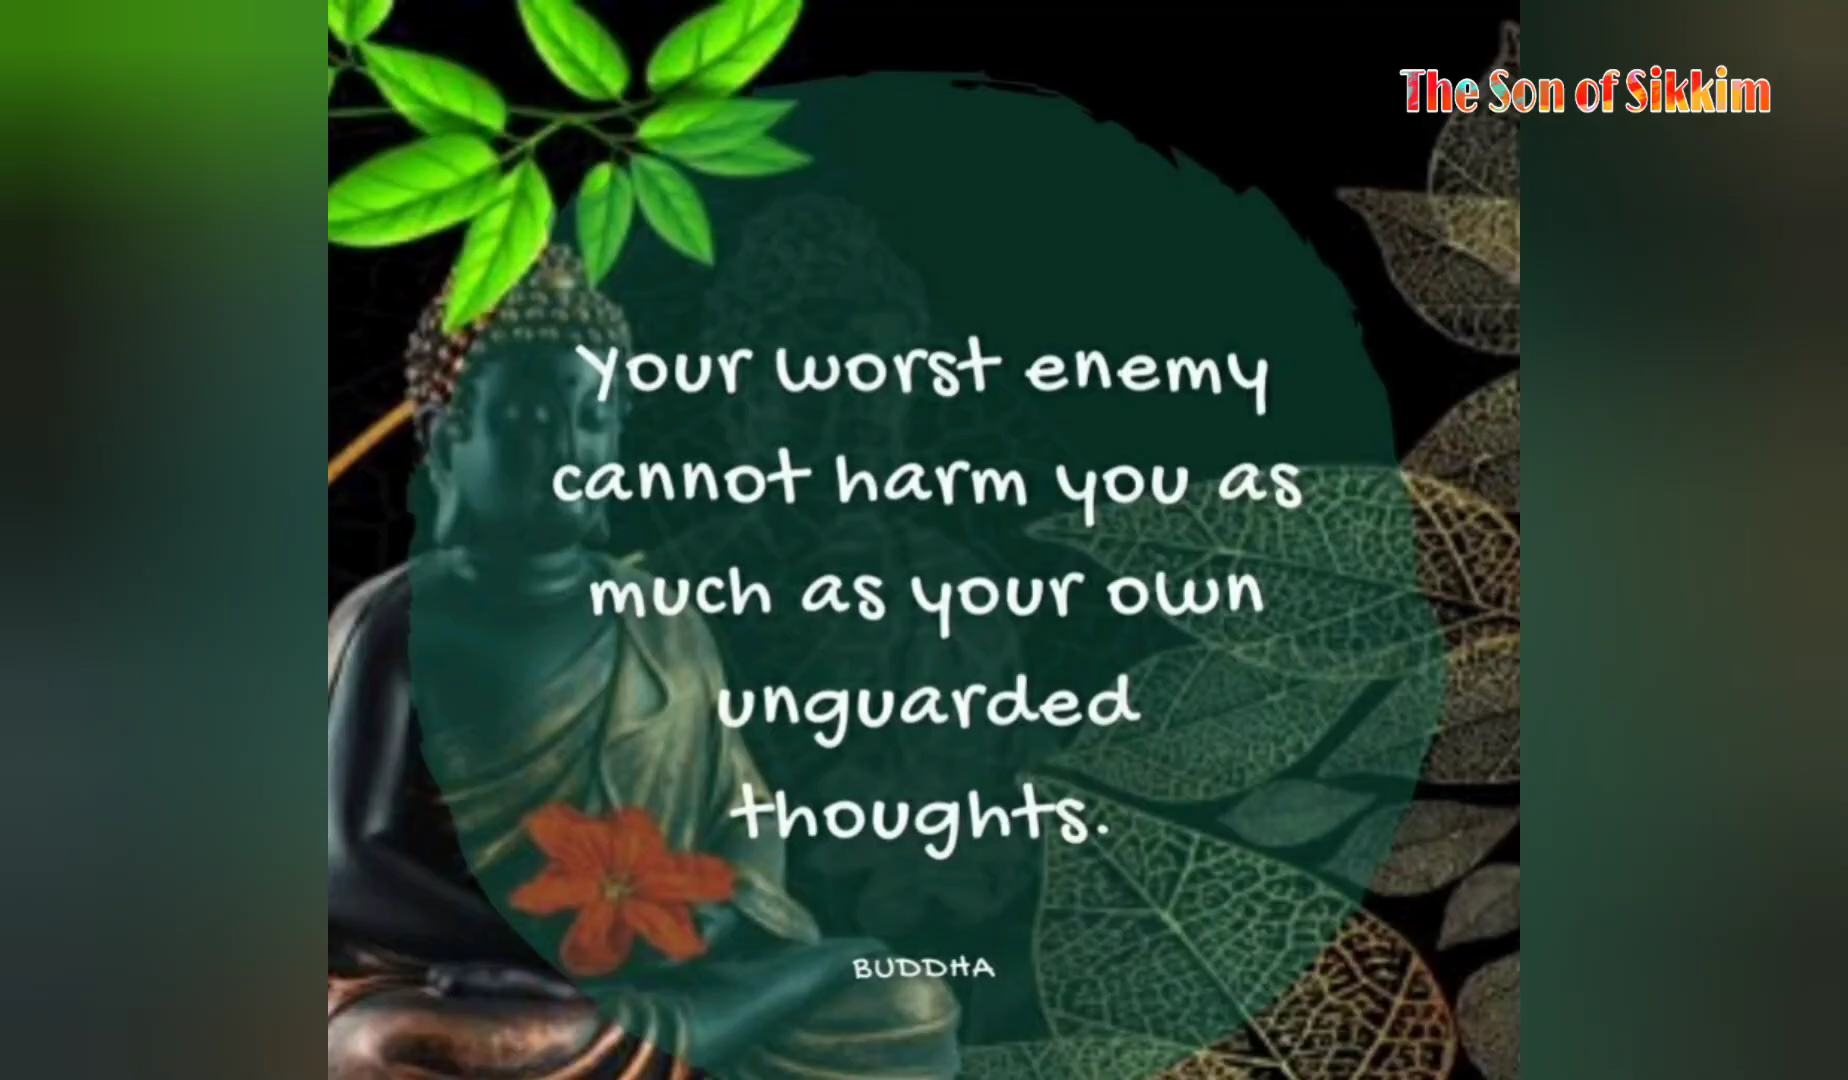 The Son of Sikkim
your worst enemy
cannot harm you as
much as your own
unguarded
thoughts.
BUDDHA